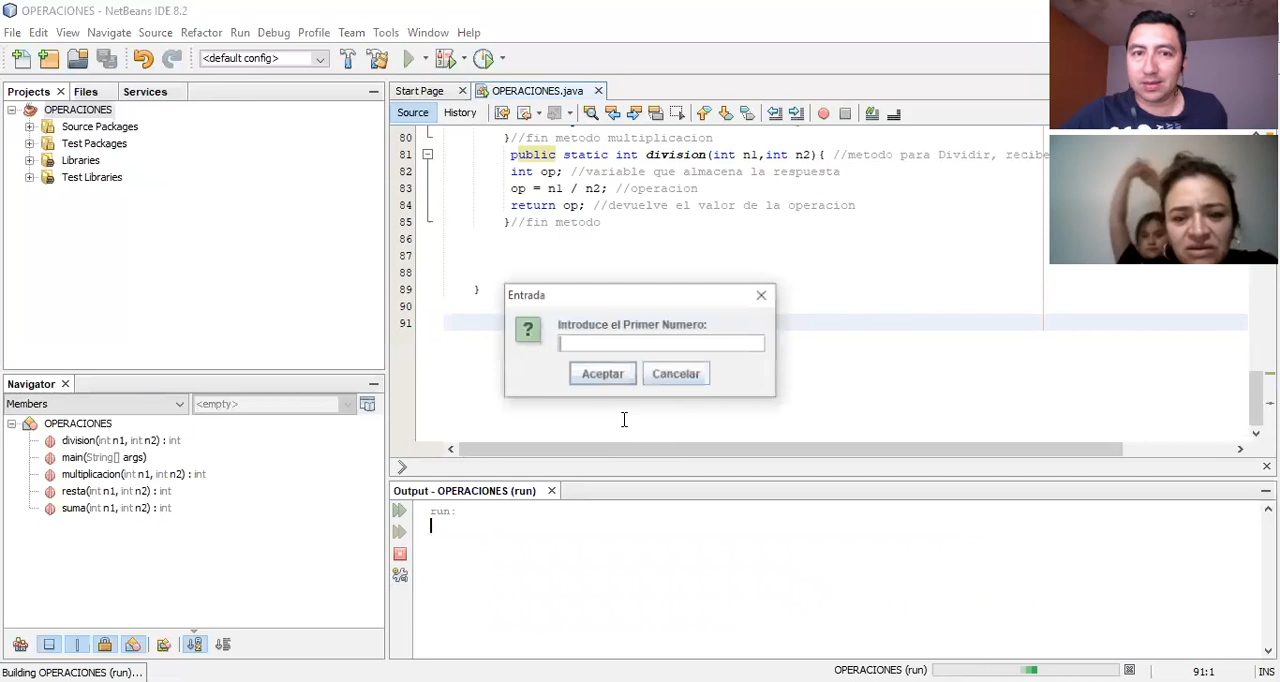 OPERACIONES - NetBeans IDE 8.2
File Edit View Navigate Source Refactor Run Debug Profile Team Tools Window Help
<default config>
Projects Files Services
OPERACIONES
Source Packages
Test Packages
Libraries
Test Libraries
Start Page OPERACIONES.java
Source History
80 }//fin metodo multiplicacion
81 public static int division(int n1,int n2){ //metodo para Dividir, recibe
82 int op; //variable que almacena la respuesta
83 op = n1 / n2; //operacion
84 return op; //devuelve el valor de la operacion
85 }//fin metodo
86
87
88
89 }
90
91
Entrada
Introduce el Primer Numero:
Aceptar Cancelar
Navigator
Members <empty>
OPERACIONES
division(int n1, int n2) : int
main(String[] args)
multiplicacion(int n1, int n2) : int
resta(int n1, int n2) : int
suma(int n1, int n2) : int
Output - OPERACIONES (run)
run:
Building OPERACIONES (run)... OPERACIONES (run) 91:1 INS